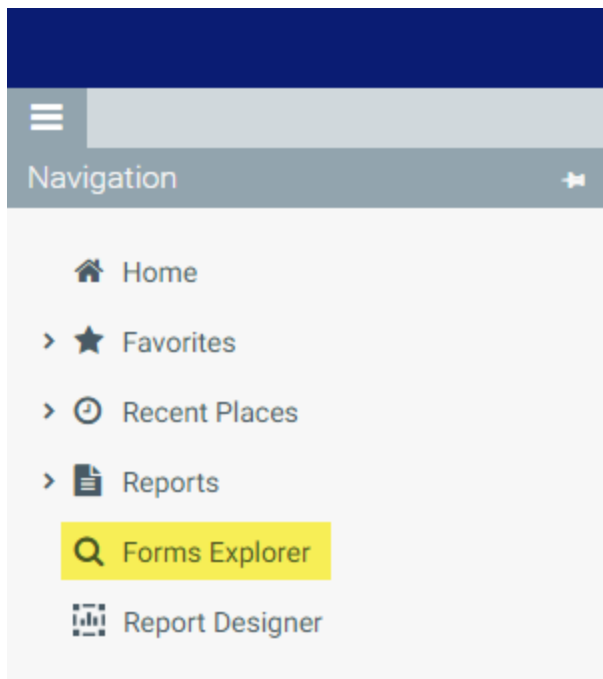 Navigation
Home
Favorites
Recent Places
Reports
Forms Explorer
Report Designer